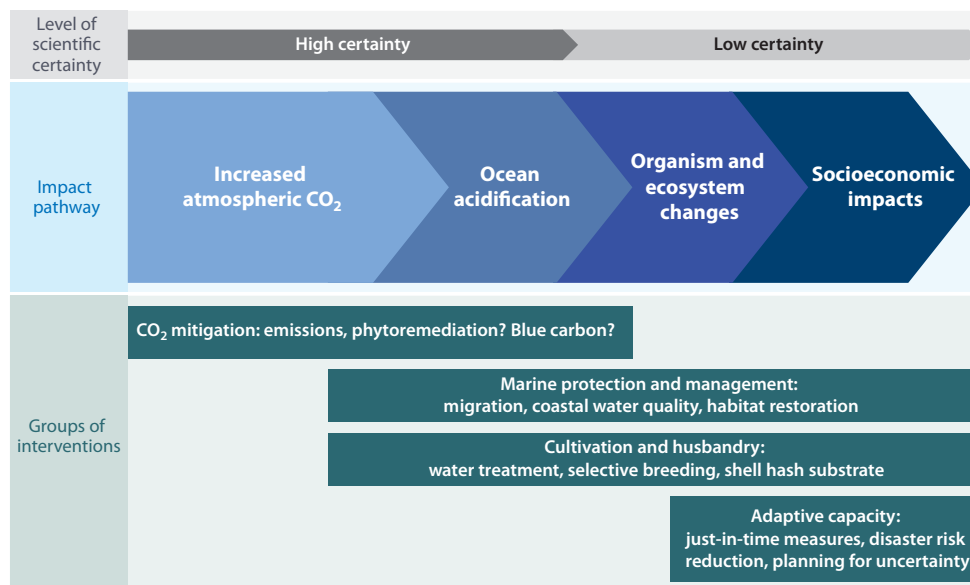 Level of
scientific
certainty
High certainty
Low certainty
Impact
pathway
Increased
atmospheric CO₂
Ocean
acidification
Organism and
ecosystem
changes
Socioeconomic
impacts
Groups of
interventions
CO₂ mitigation: emissions, phytoremediation? Blue carbon?
Marine protection and management:
migration, coastal water quality, habitat restoration
Cultivation and husbandry:
water treatment, selective breeding, shell hash substrate
Adaptive capacity:
just-in-time measures, disaster risk
reduction, planning for uncertainty